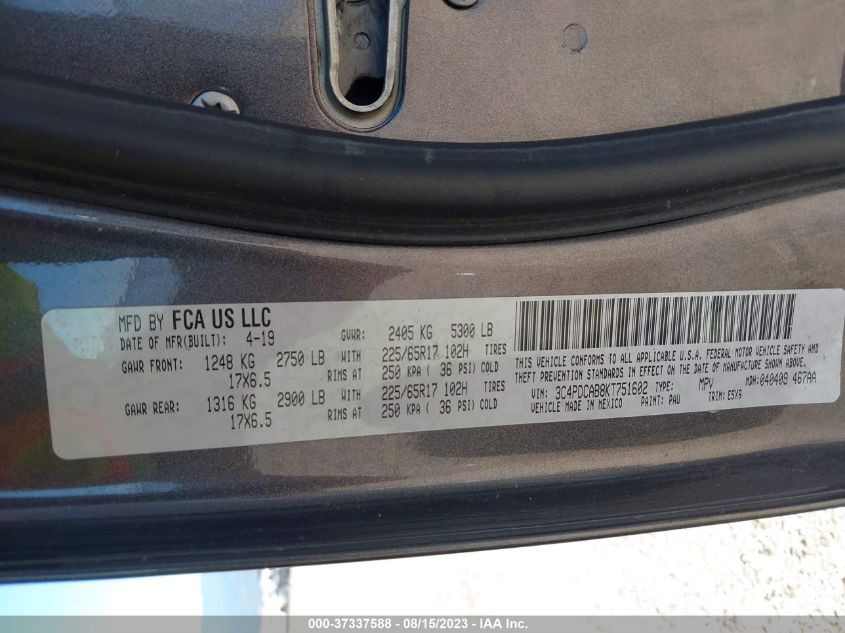 MFD BY FCA US LLC
DATE OF MFR(BUILT): 4-19 GVWR: 2405 KG 5300 LB
GAWR FRONT: 1248 KG 2750 LB WITH 225/65R17 102H TIRES
17X6.5 RIMS AT 250 KPA ( 36 PSI) COLD
GAWR REAR: 1316 KG 2900 LB WITH 225/65R17 102H TIRES
17X6.5 RIMS AT 250 KPA ( 36 PSI) COLD
THIS VEHICLE CONFORMS TO ALL APPLICABLE U.S.A. FEDERAL MOTOR VEHICLE SAFETY AND
THEFT PREVENTION STANDARDS IN EFFECT ON THE DATE OF MANUFACTURE SHOWN ABOVE.
VIN: 3C4PDCAB8KT751602 TYPE: MPV MDH:040409 467AA
VEHICLE MADE IN MEXICO PAINT: PAU TRIM: E5X9
000-37337588 - 08/15/2023 - IAA Inc.